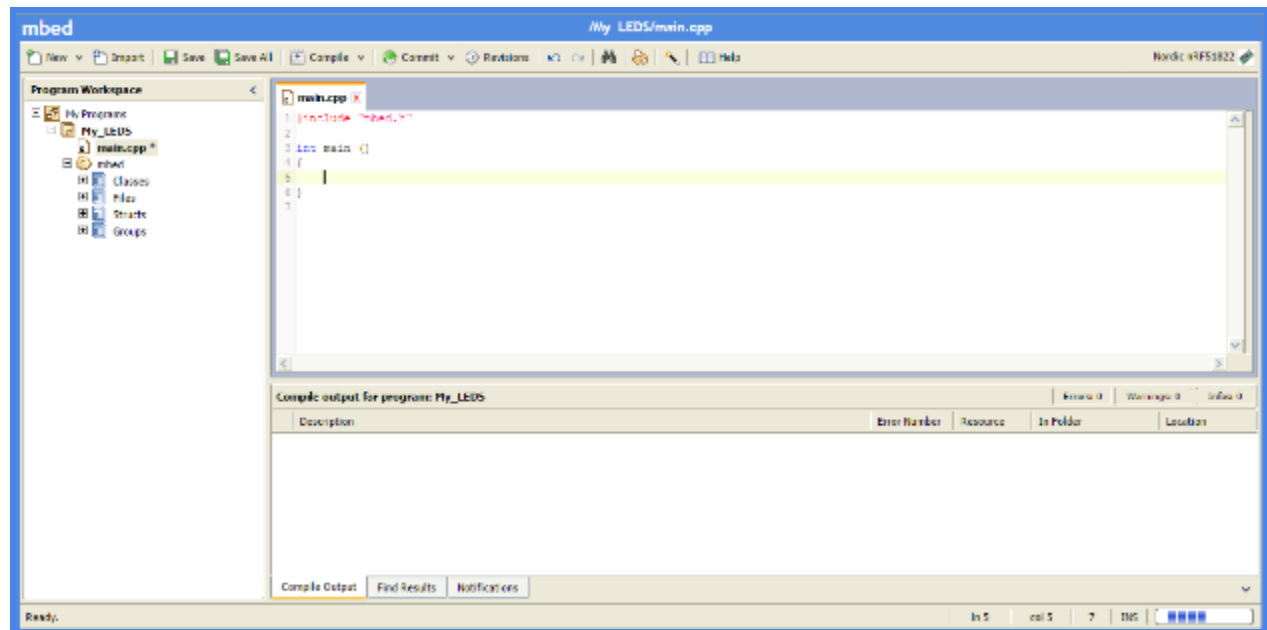 mbed /My_LEDS/main.cpp
New Import Save Save All Compile Commit Revisions Help Nordic nRF51822
Program Workspace <
main.cpp x
My Programs
My_LEDS
main.cpp *
mbed
Classes
Files
Structs
Groups
1 #include "mbed.h"
2
3 int main ()
4 {
5
6 }
7
Compile output for program: My_LEDS Errors: 0 Warnings: 0 Infos: 0
Description Error Number Resource In Folder Location
Compile Output Find Results Notifications
Ready. ln 5 col 5 7 INS